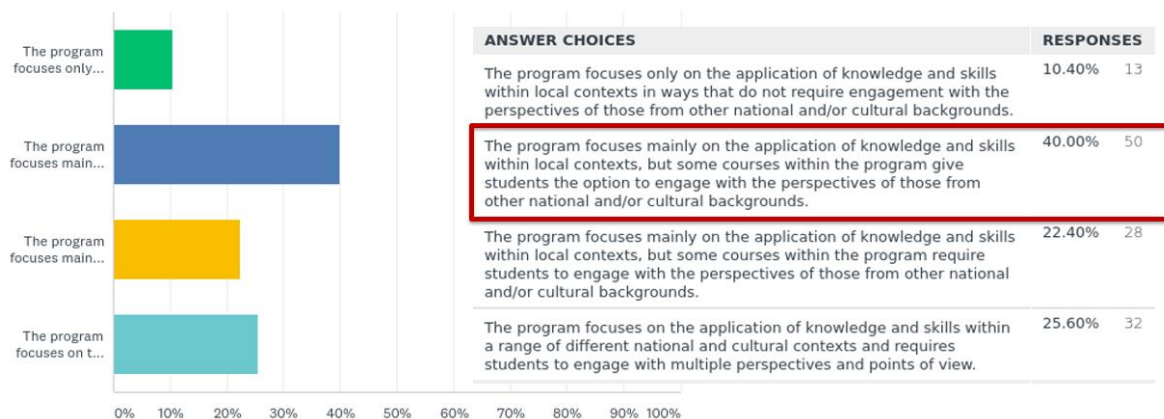 The program
focuses only...
The program
focuses main...
The program
focuses main...
The program
focuses on t...
0% 10% 20% 30% 40% 50% 60% 70% 80% 90% 100%
ANSWER CHOICES RESPONSES
The program focuses only on the application of knowledge and skills 10.40% 13
within local contexts in ways that do not require engagement with the
perspectives of those from other national and/or cultural backgrounds.
The program focuses mainly on the application of knowledge and skills 40.00% 50
within local contexts, but some courses within the program give
students the option to engage with the perspectives of those from
other national and/or cultural backgrounds.
The program focuses mainly on the application of knowledge and skills 22.40% 28
within local contexts, but some courses within the program require
students to engage with the perspectives of those from other national
and/or cultural backgrounds.
The program focuses on the application of knowledge and skills within 25.60% 32
a range of different national and cultural contexts and requires
students to engage with multiple perspectives and points of view.